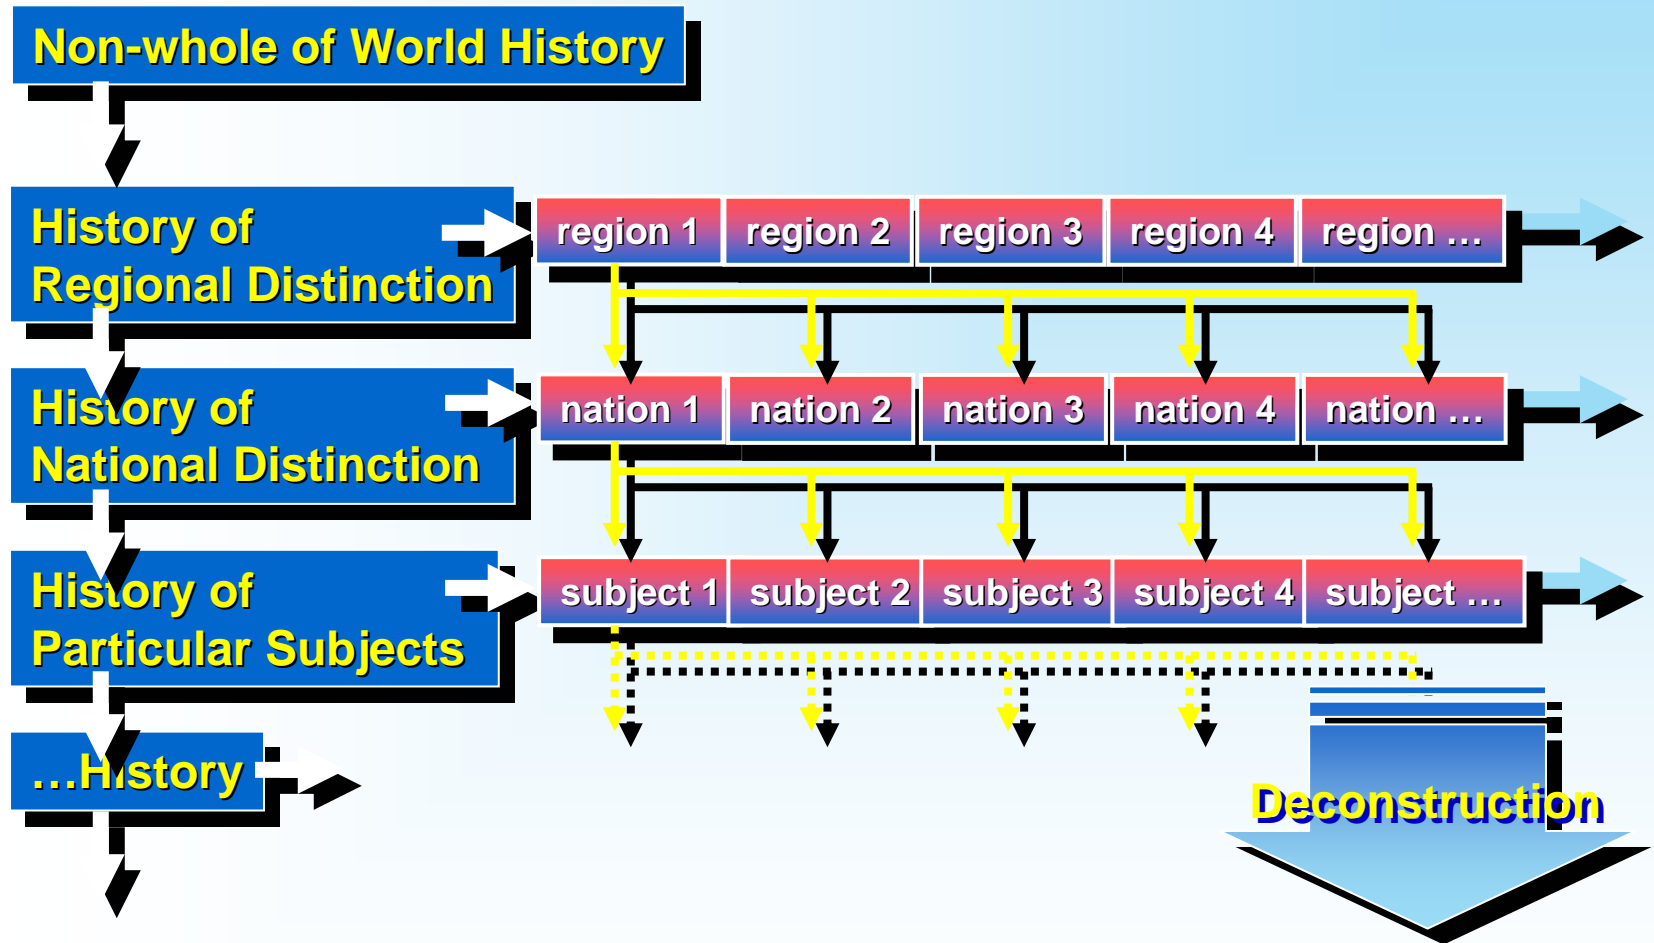 Non-whole of World History
History of
Regional Distinction
region 1
region 2
region 3
region 4
region …
History of
National Distinction
nation 1
nation 2
nation 3
nation 4
nation …
History of
Particular Subjects
subject 1
subject 2
subject 3
subject 4
subject …
…History
Deconstruction